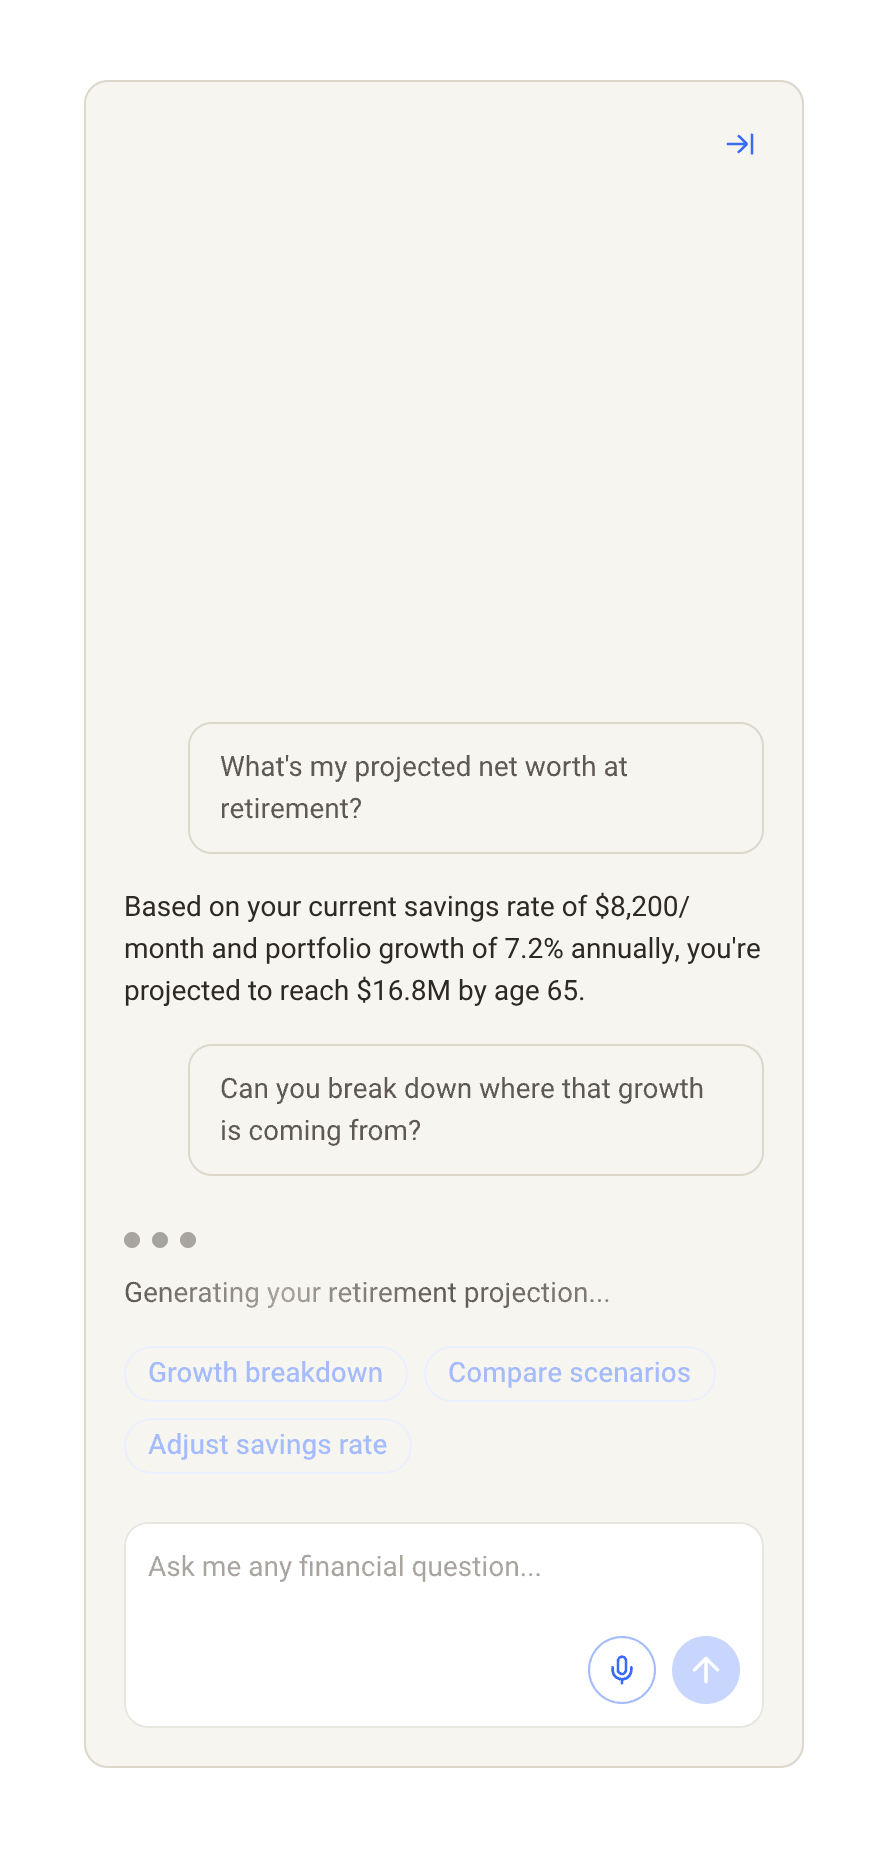 What's my projected net worth at
retirement?
Based on your current savings rate of $8,200/
month and portfolio growth of 7.2% annually, you're
projected to reach $16.8M by age 65.
Can you break down where that growth
is coming from?
Generating your retirement projection...
Growth breakdown
Compare scenarios
Adjust savings rate
Ask me any financial question...